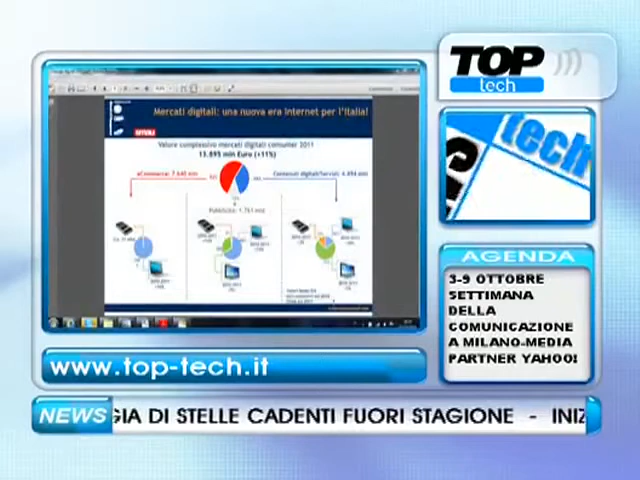 TOP
tech
Mercati digitali: una nuova era internet per l'Italia!
Valore complessivo mercati digitali consumer 2011
13.895 mln Euro (+11%)
eCommerce: 7.640 mln
Contenuti digitali/Servizi: 4.494 mln
Pubblicità: 1.761 mln
tech
AGENDA
3-9 OTTOBRE
SETTIMANA
DELLA
COMUNICAZIONE
A MILANO-MEDIA
PARTNER YAHOO!
www.top-tech.it
NEWS GIA DI STELLE CADENTI FUORI STAGIONE - INIZ